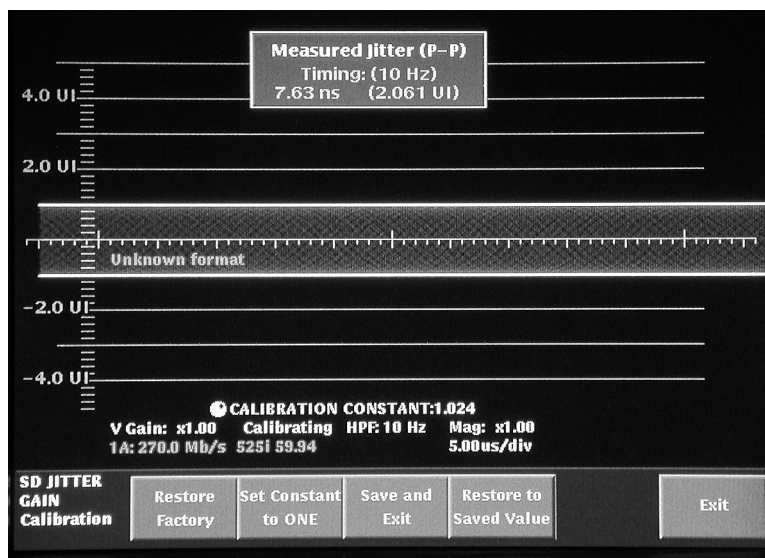 Measured Jitter (P-P)
Timing: (10 Hz)
7.63 ns (2.061 UI)
4.0 UI
2.0 UI
Unknown format
-2.0 UI
-4.0 UI
CALIBRATION CONSTANT:1.024
V Gain: x1.00 Calibrating HPF: 10 Hz Mag: x1.00
1A: 270.0 Mb/s 525i 59.94 5.00us/div
SD JITTER
GAIN
Calibration
Restore
Factory
Set Constant
to ONE
Save and
Exit
Restore to
Saved Value
Exit